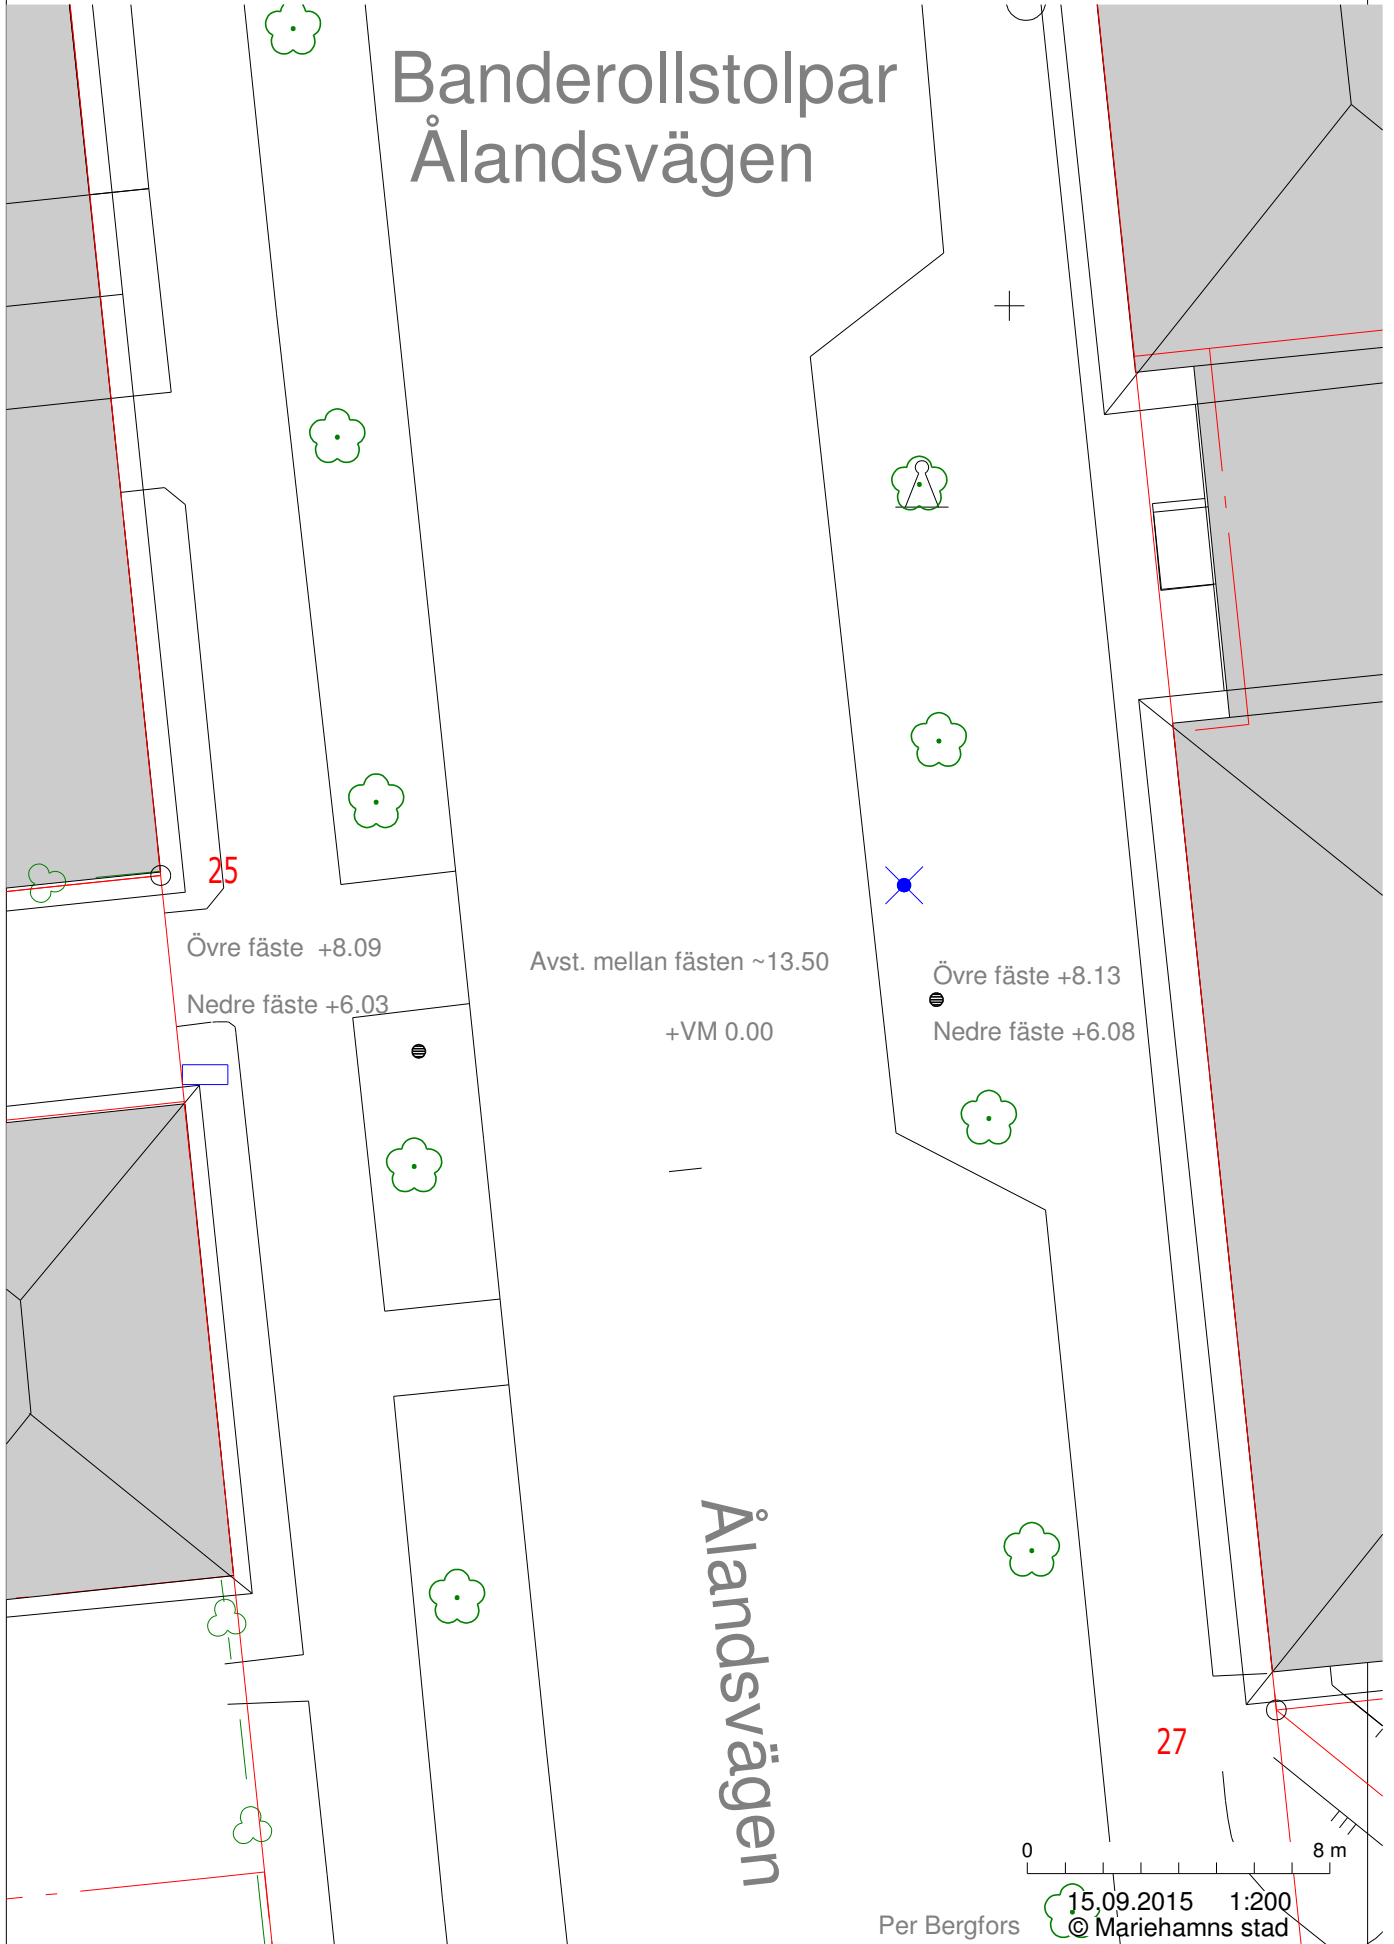 Banderollstolpar
Ålandsvägen
25
Övre fäste +8.09
Avst. mellan fästen ~13.50
Övre fäste +8.13
Nedre fäste +6.03
+VM 0.00
Nedre fäste +6.08
Ålandsvägen
27
0 8 m
15.09.2015 1:200
Per Bergfors
© Mariehamns stad